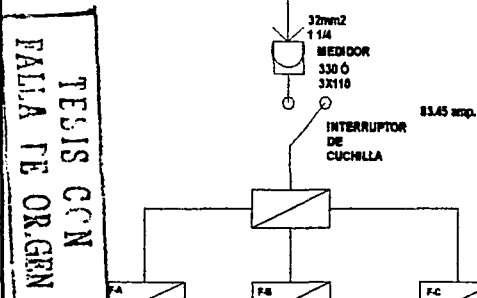 32mm2
1 1/4
MEDIDOR
330 Ó
3X110
83.45 amp.
INTERRUPTOR
DE
CUCHILLA
TESIS CON
FALLA DE ORIGEN
F-A
F-B
F-C